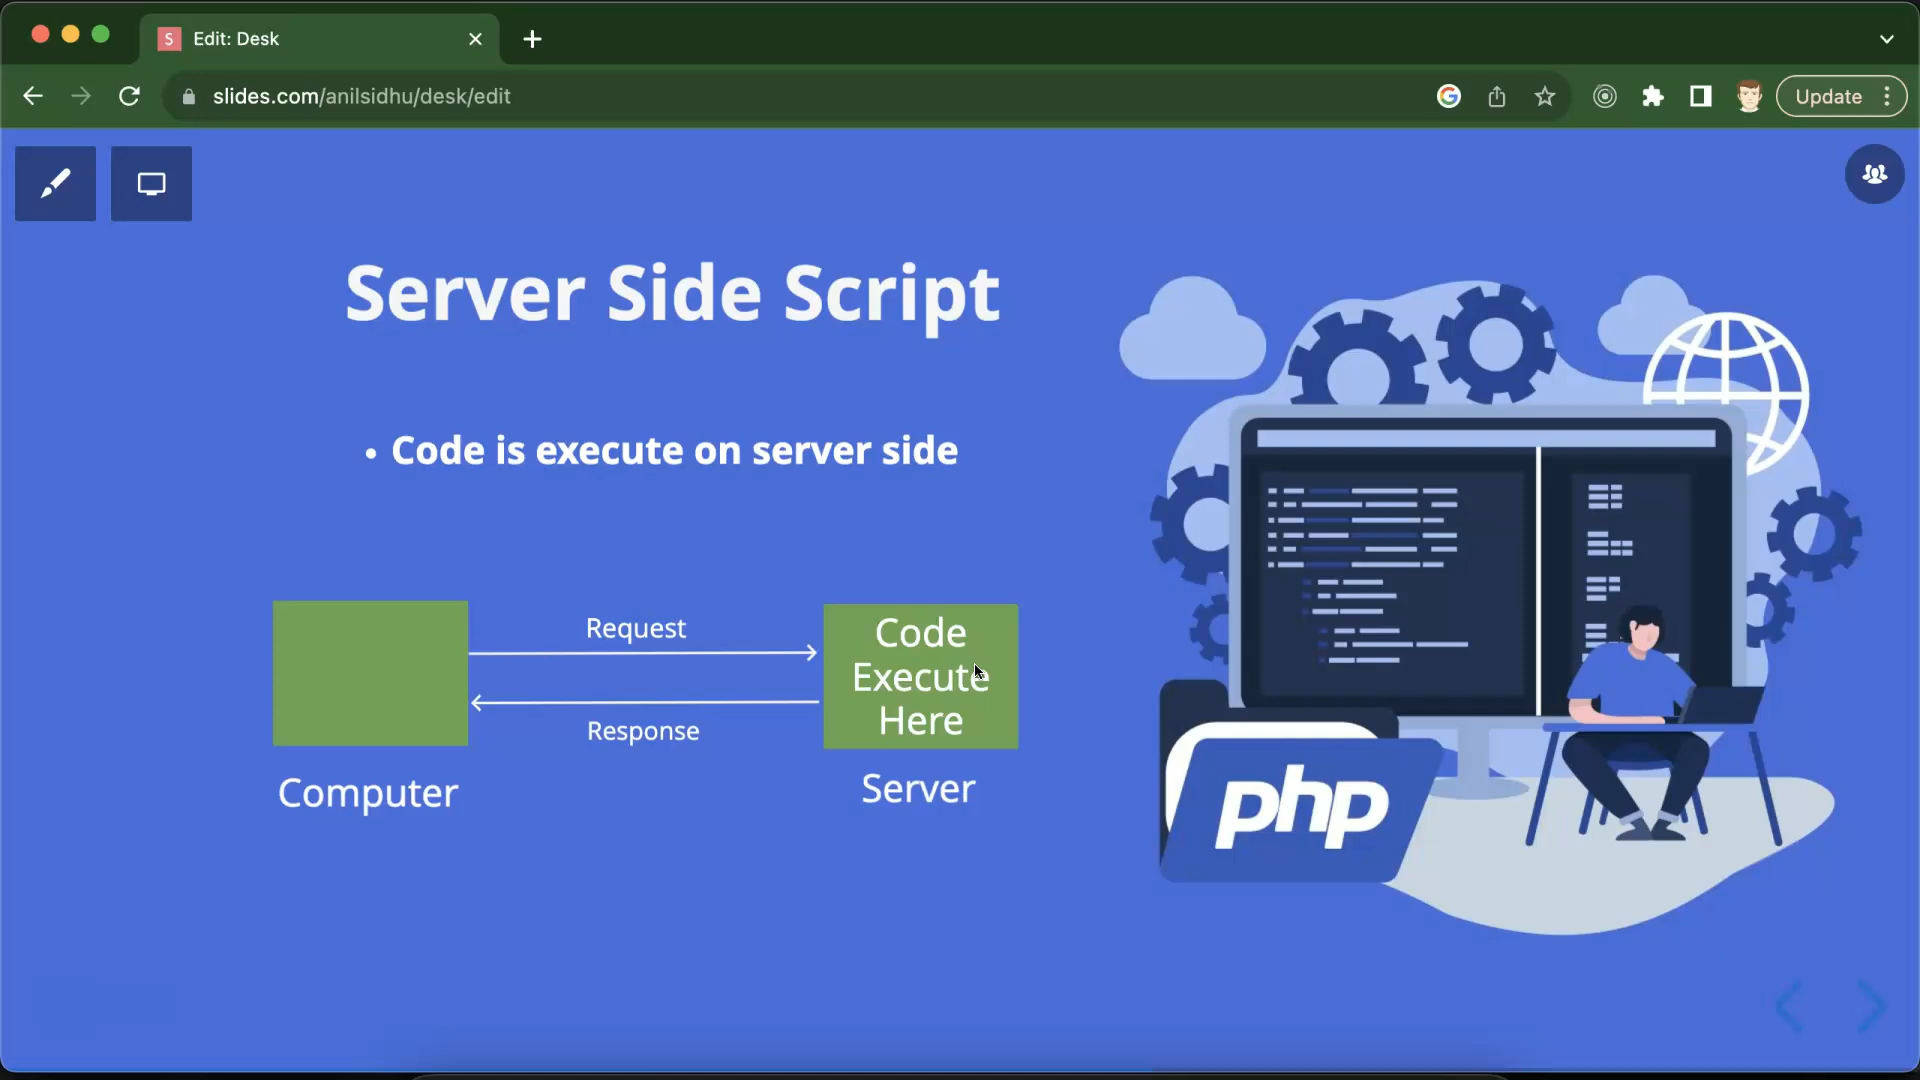 S Edit: Desk
slides.com/anilsidhu/desk/edit
Update
Server Side Script
• Code is execute on server side
Request
Code
Execute
Here
Response
Computer
Server
php